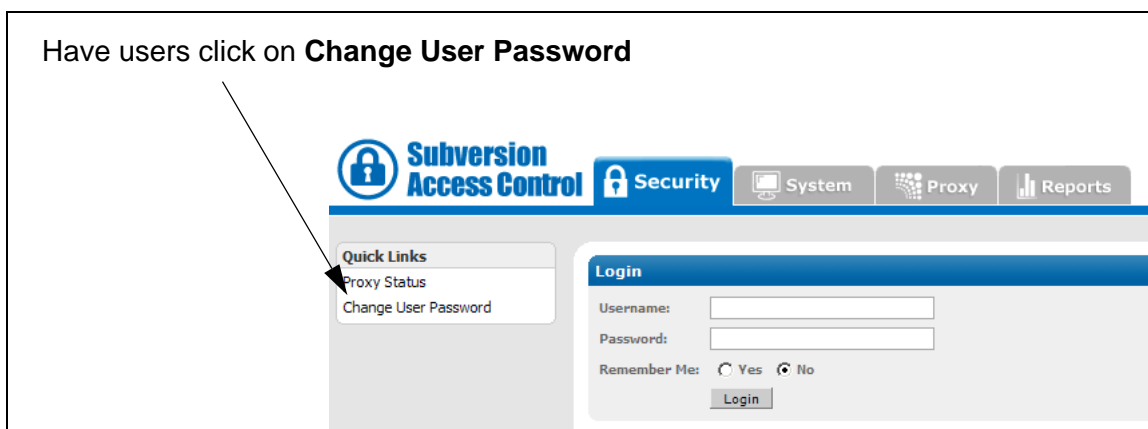 Have users click on Change User Password
Subversion
Access Control
Security
System
Proxy
Reports
Quick Links
Proxy Status
Change User Password
Login
Username:
Password:
Remember Me: Yes No
Login